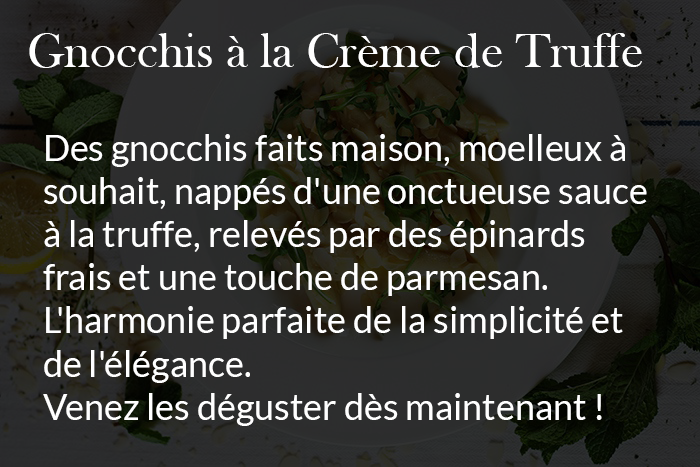 Gnocchis à la Crème de Truffe
Des gnocchis faits maison, moelleux à
souhait, nappés d'une onctueuse sauce
à la truffe, relevés par des épinards
frais et une touche de parmesan.
L'harmonie parfaite de la simplicité et
de l'élégance.
Venez les déguster dès maintenant !